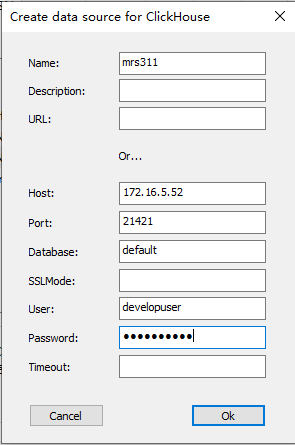 Create data source for ClickHouse
Name: mrs311
Description:
URL:
Or...
Host: 172.16.5.52
Port: 21421
Database: default
SSLMode:
User: developuser
Password: ●●●●●●●●●●
Timeout:
Cancel Ok